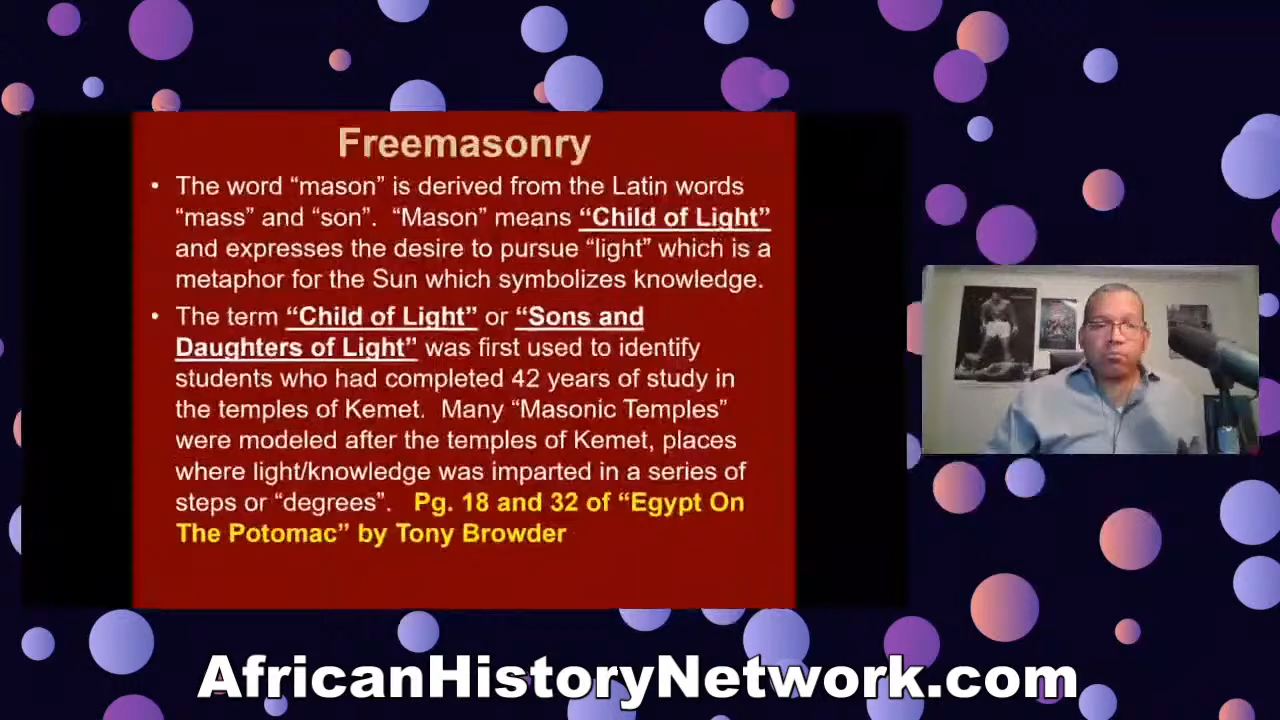 Freemasonry
• The word “mason” is derived from the Latin words
“mass” and “son”. “Mason” means “Child of Light”
and expresses the desire to pursue “light” which is a
metaphor for the Sun which symbolizes knowledge.
• The term “Child of Light” or “Sons and
Daughters of Light” was first used to identify
students who had completed 42 years of study in
the temples of Kemet. Many “Masonic Temples”
were modeled after the temples of Kemet, places
where light/knowledge was imparted in a series of
steps or “degrees”. Pg. 18 and 32 of “Egypt On
The Potomac” by Tony Browder
AfricanHistoryNetwork.com